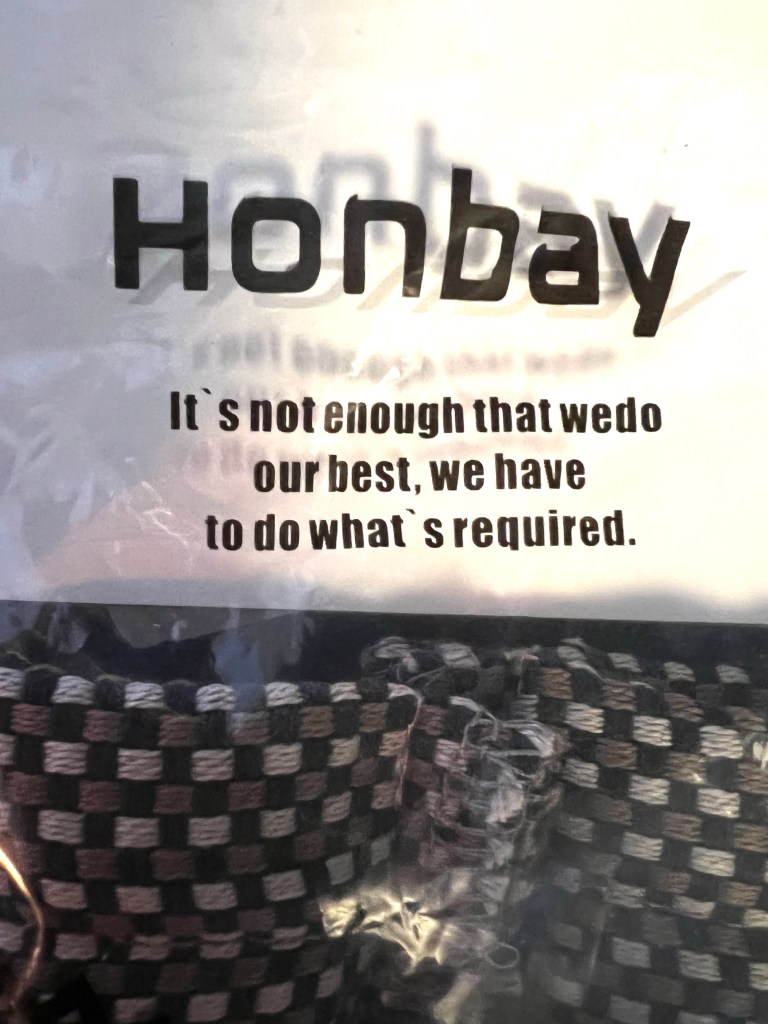 Honbay
It`s not enough that wedo
our best, we have
to do what`s required.